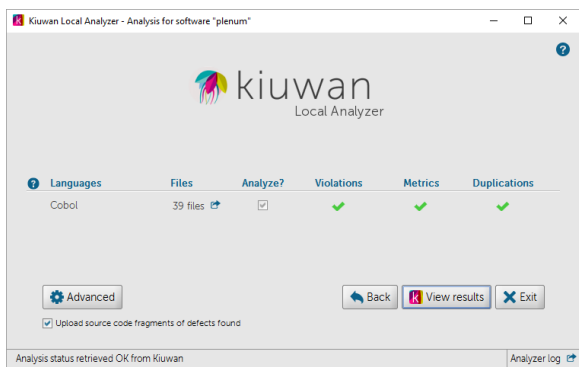 Kiuwan Local Analyzer - Analysis for software "plenum"
kiuwan
Local Analyzer
Languages Files Analyze? Violations Metrics Duplications
Cobol 39 files
Advanced Back View results Exit
Upload source code fragments of defects found
Analysis status retrieved OK from Kiuwan Analyzer log